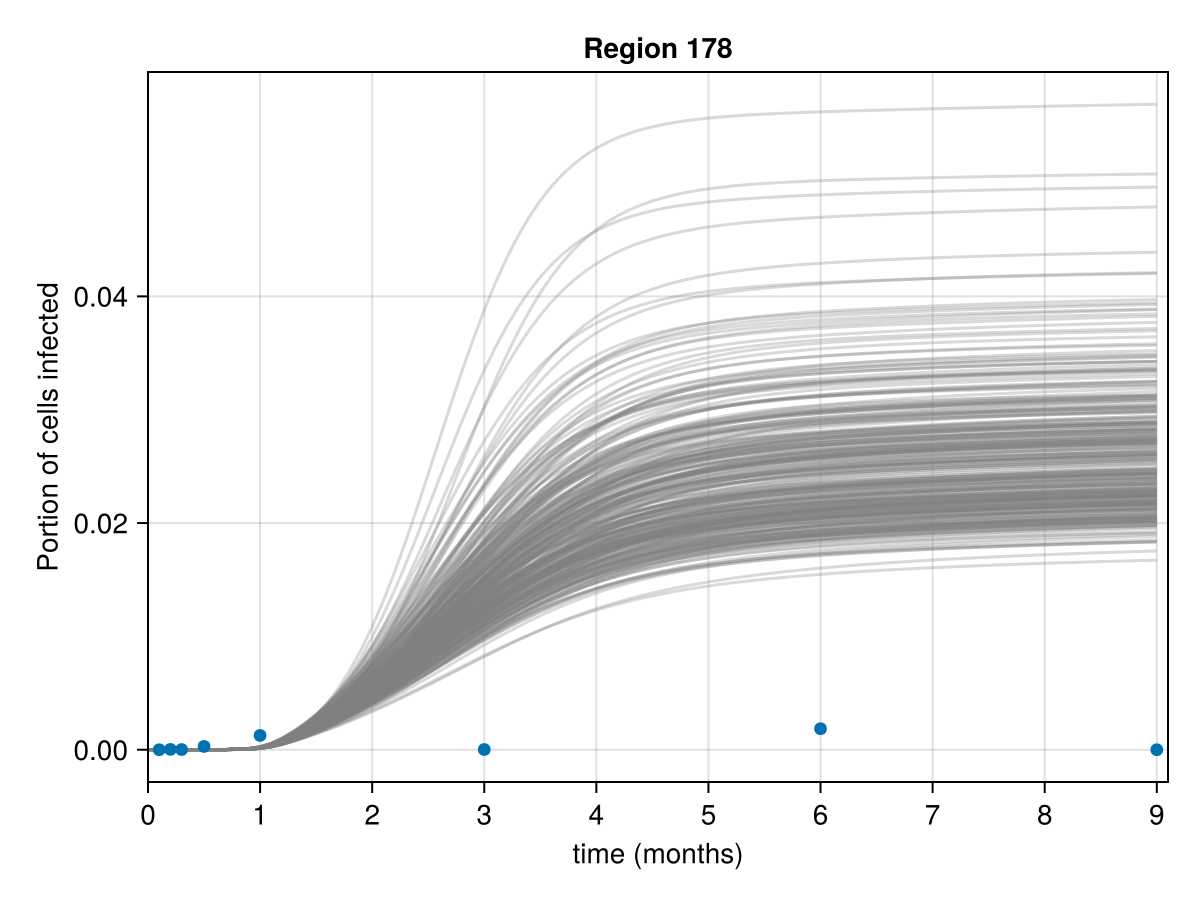 Region 178
Portion of cells infected
0.04
0.02
0.00
0 1 2 3 4 5 6 7 8 9
time (months)